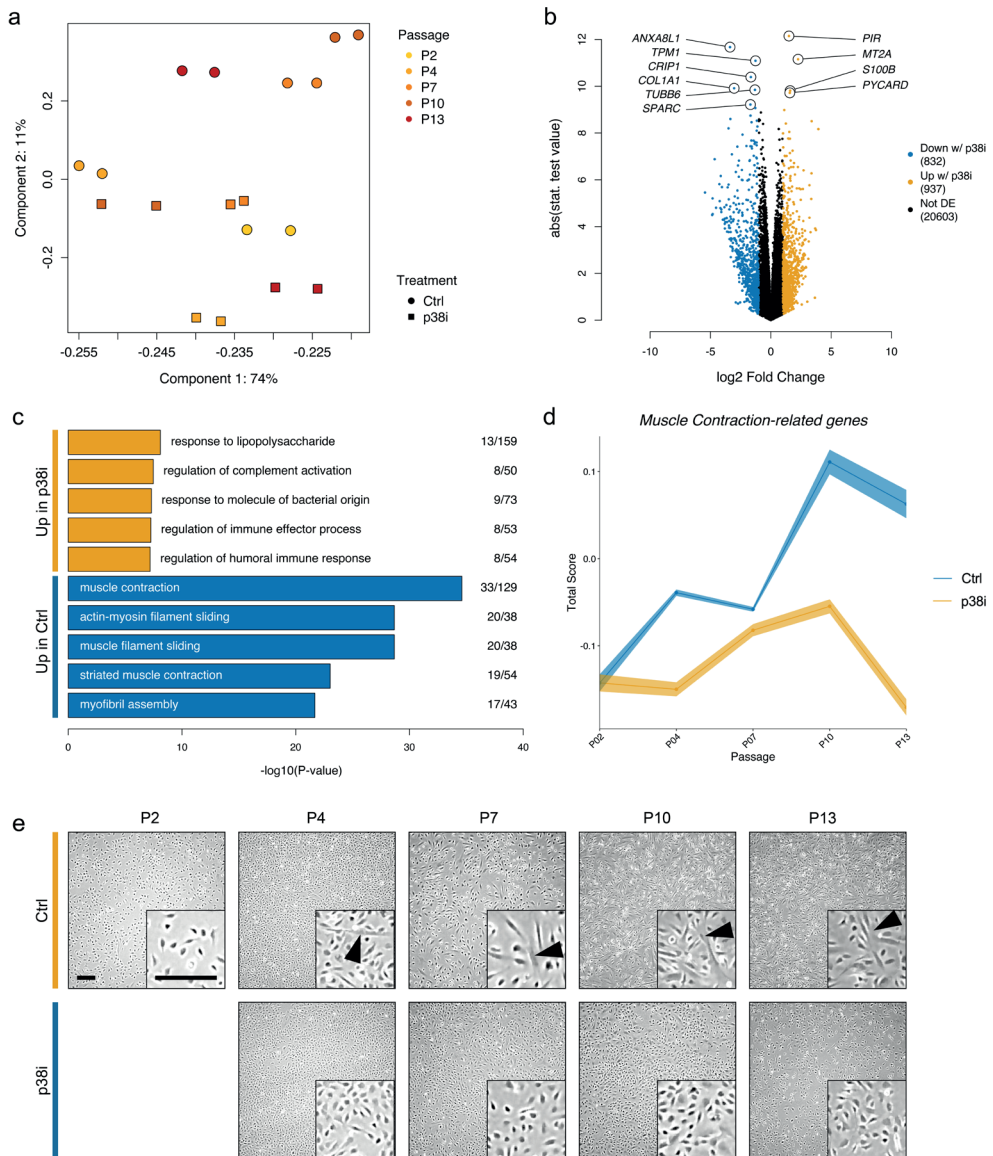 a
Passage
P2
P4
P7
P10
P13
Treatment
Ctrl
p38i
0.2
0.0
-0.2
Component 2: 11%
-0.255
-0.245
-0.235
-0.225
Component 1: 74%
b
12
10
8
6
4
2
0
abs(stat. test value)
ANXA8L1
TPM1
CRIP1
COL1A1
TUBB6
SPARC
PIR
MT2A
S100B
PYCARD
Down w/ p38i
(832)
Up w/ p38i
(937)
Not DE
(20603)
-10
-5
0
5
10
log2 Fold Change
c
Up in p38i
response to lipopolysaccharide 13/159
regulation of complement activation 8/50
response to molecule of bacterial origin 9/73
regulation of immune effector process 8/53
regulation of humoral immune response 8/54
Up in Ctrl
muscle contraction 33/129
actin-myosin filament sliding 20/38
muscle filament sliding 20/38
striated muscle contraction 19/54
myofibril assembly 17/43
0
10
20
30
40
-log10(P-value)
d
Muscle Contraction-related genes
0.1
0.0
-0.1
Total Score
P02
P04
P07
P10
P13
Passage
Ctrl
p38i
e
P2
P4
P7
P10
P13
Ctrl
p38i